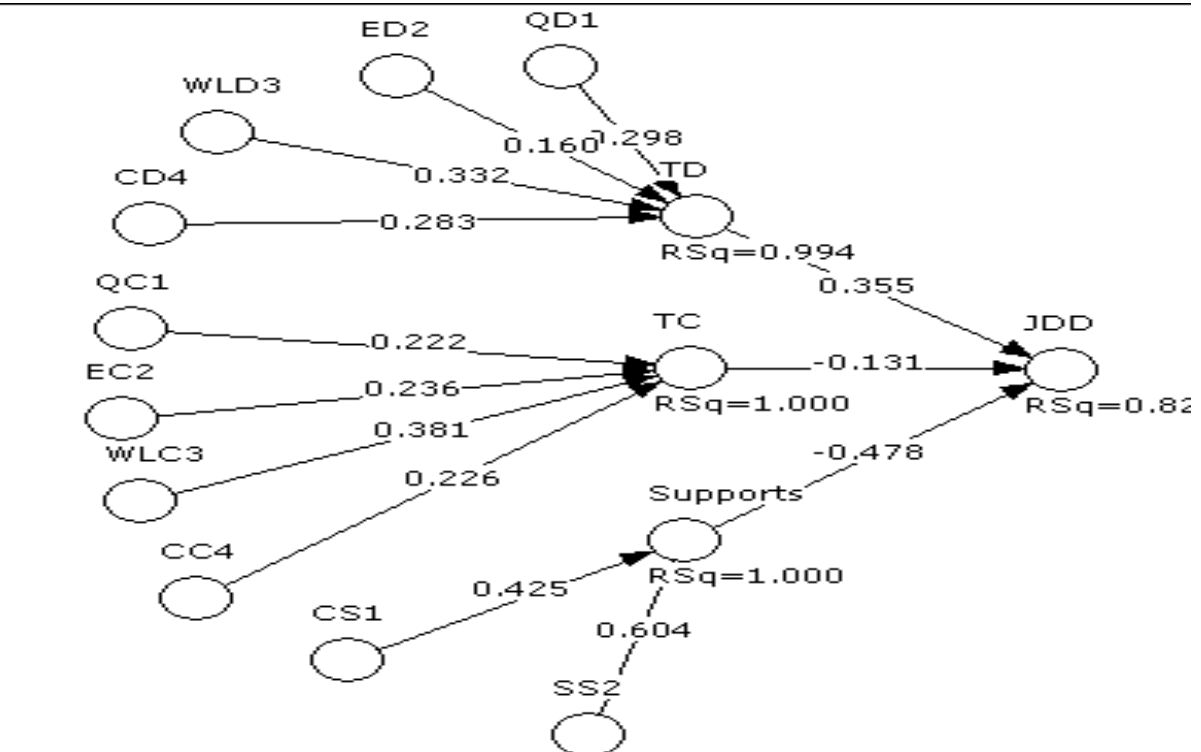 QD1
ED2
WLD3
0.160
.298
TD
0.332
CD4
0.283
RSq=0.994
QC1
0.355
TC
JDD
0.222
-0.131
EC2
0.236
RSq=1.000
RSq=0.82
0.381
WLC3
-0.478
0.226
Supports
CC4
RSq=1.000
0.425
CS1
0.604
SS2